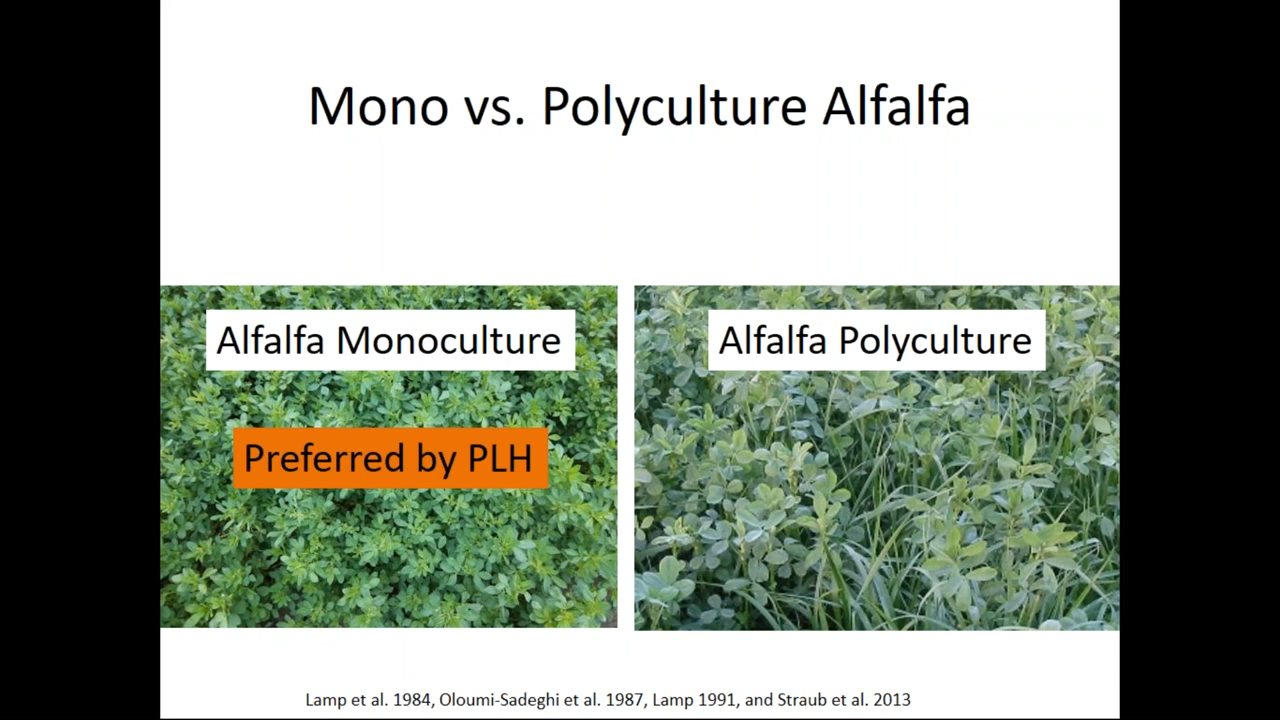 Mono vs. Polyculture Alfalfa
Alfalfa Monoculture
Alfalfa Polyculture
Preferred by PLH
Lamp et al. 1984, Oloumi-Sadeghi et al. 1987, Lamp 1991, and Straub et al. 2013